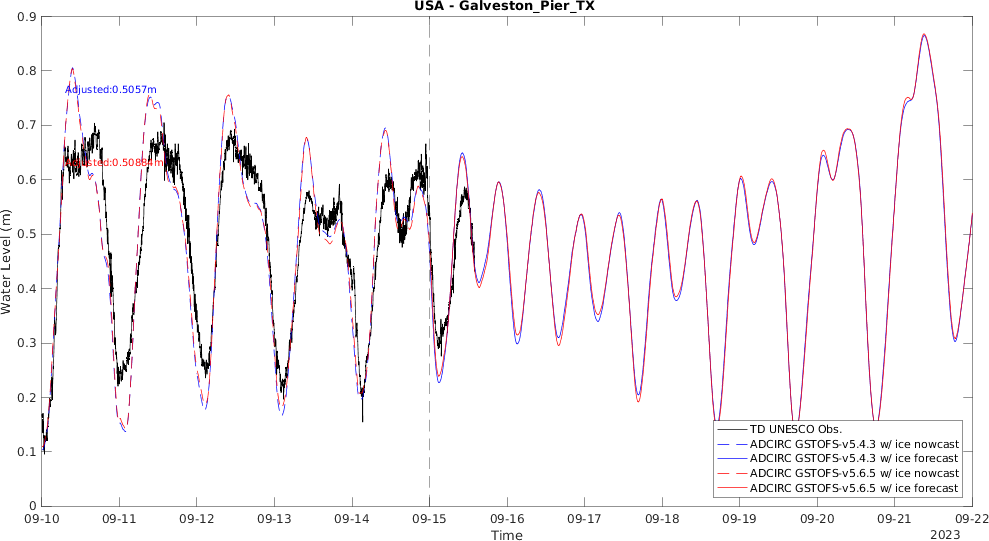 USA - Galveston_Pier_TX
0.9
0.8
0.7
0.6
0.5
0.4
0.3
0.2
0.1
0
Water Level (m)
Adjusted:0.5057m
09-10
09-11
09-12
09-13
09-14
09-15
09-16
09-17
09-18
09-19
09-20
09-21
09-22
Time
2023
TD UNESCO Obs.
ADCIRC GSTOFS-v5.4.3 w/ ice nowcast
ADCIRC GSTOFS-v5.4.3 w/ ice forecast
ADCIRC GSTOFS-v5.6.5 w/ ice nowcast
ADCIRC GSTOFS-v5.6.5 w/ ice forecast